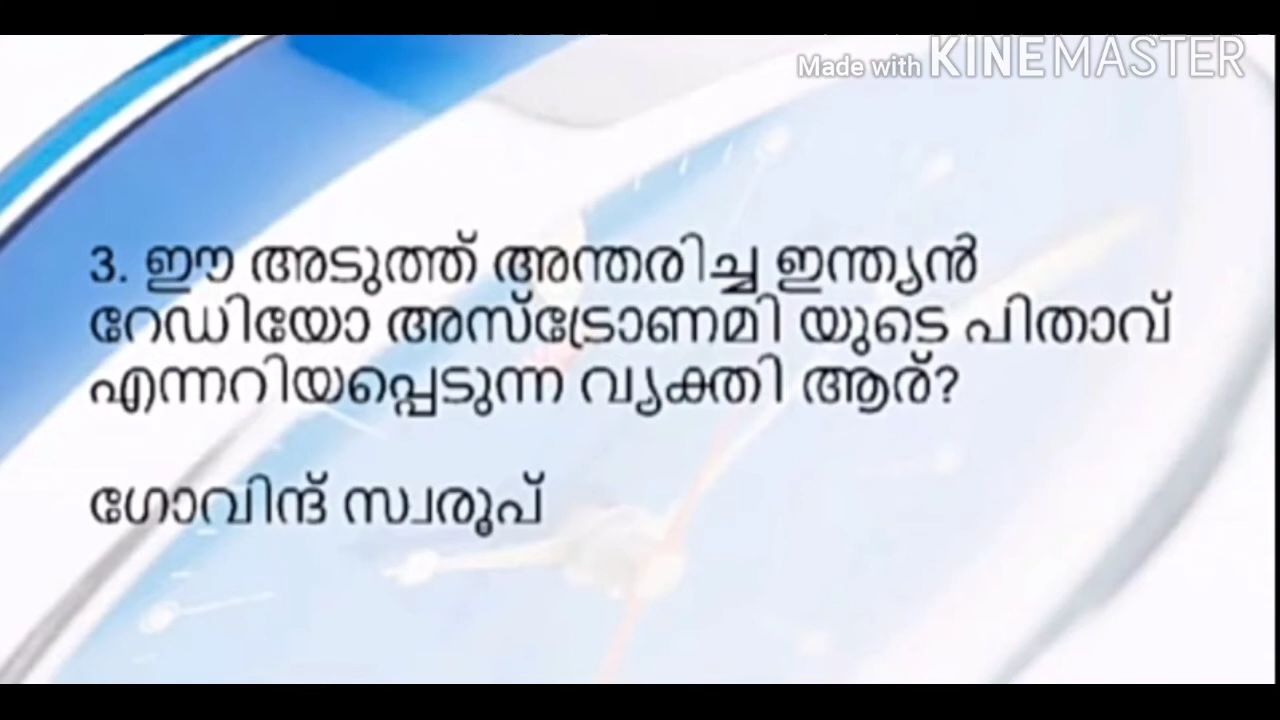 Made with KINEMASTER
3. ഈ അടുത്ത് അന്തരിച്ച ഇന്ത്യൻ
റേഡിയോ അസ്ട്രോണമി യുടെ പിതാവ്
എന്നറിയപ്പെടുന്ന വ്യക്തി ആര്?
ഗോവിന്ദ് സ്വരൂപ്